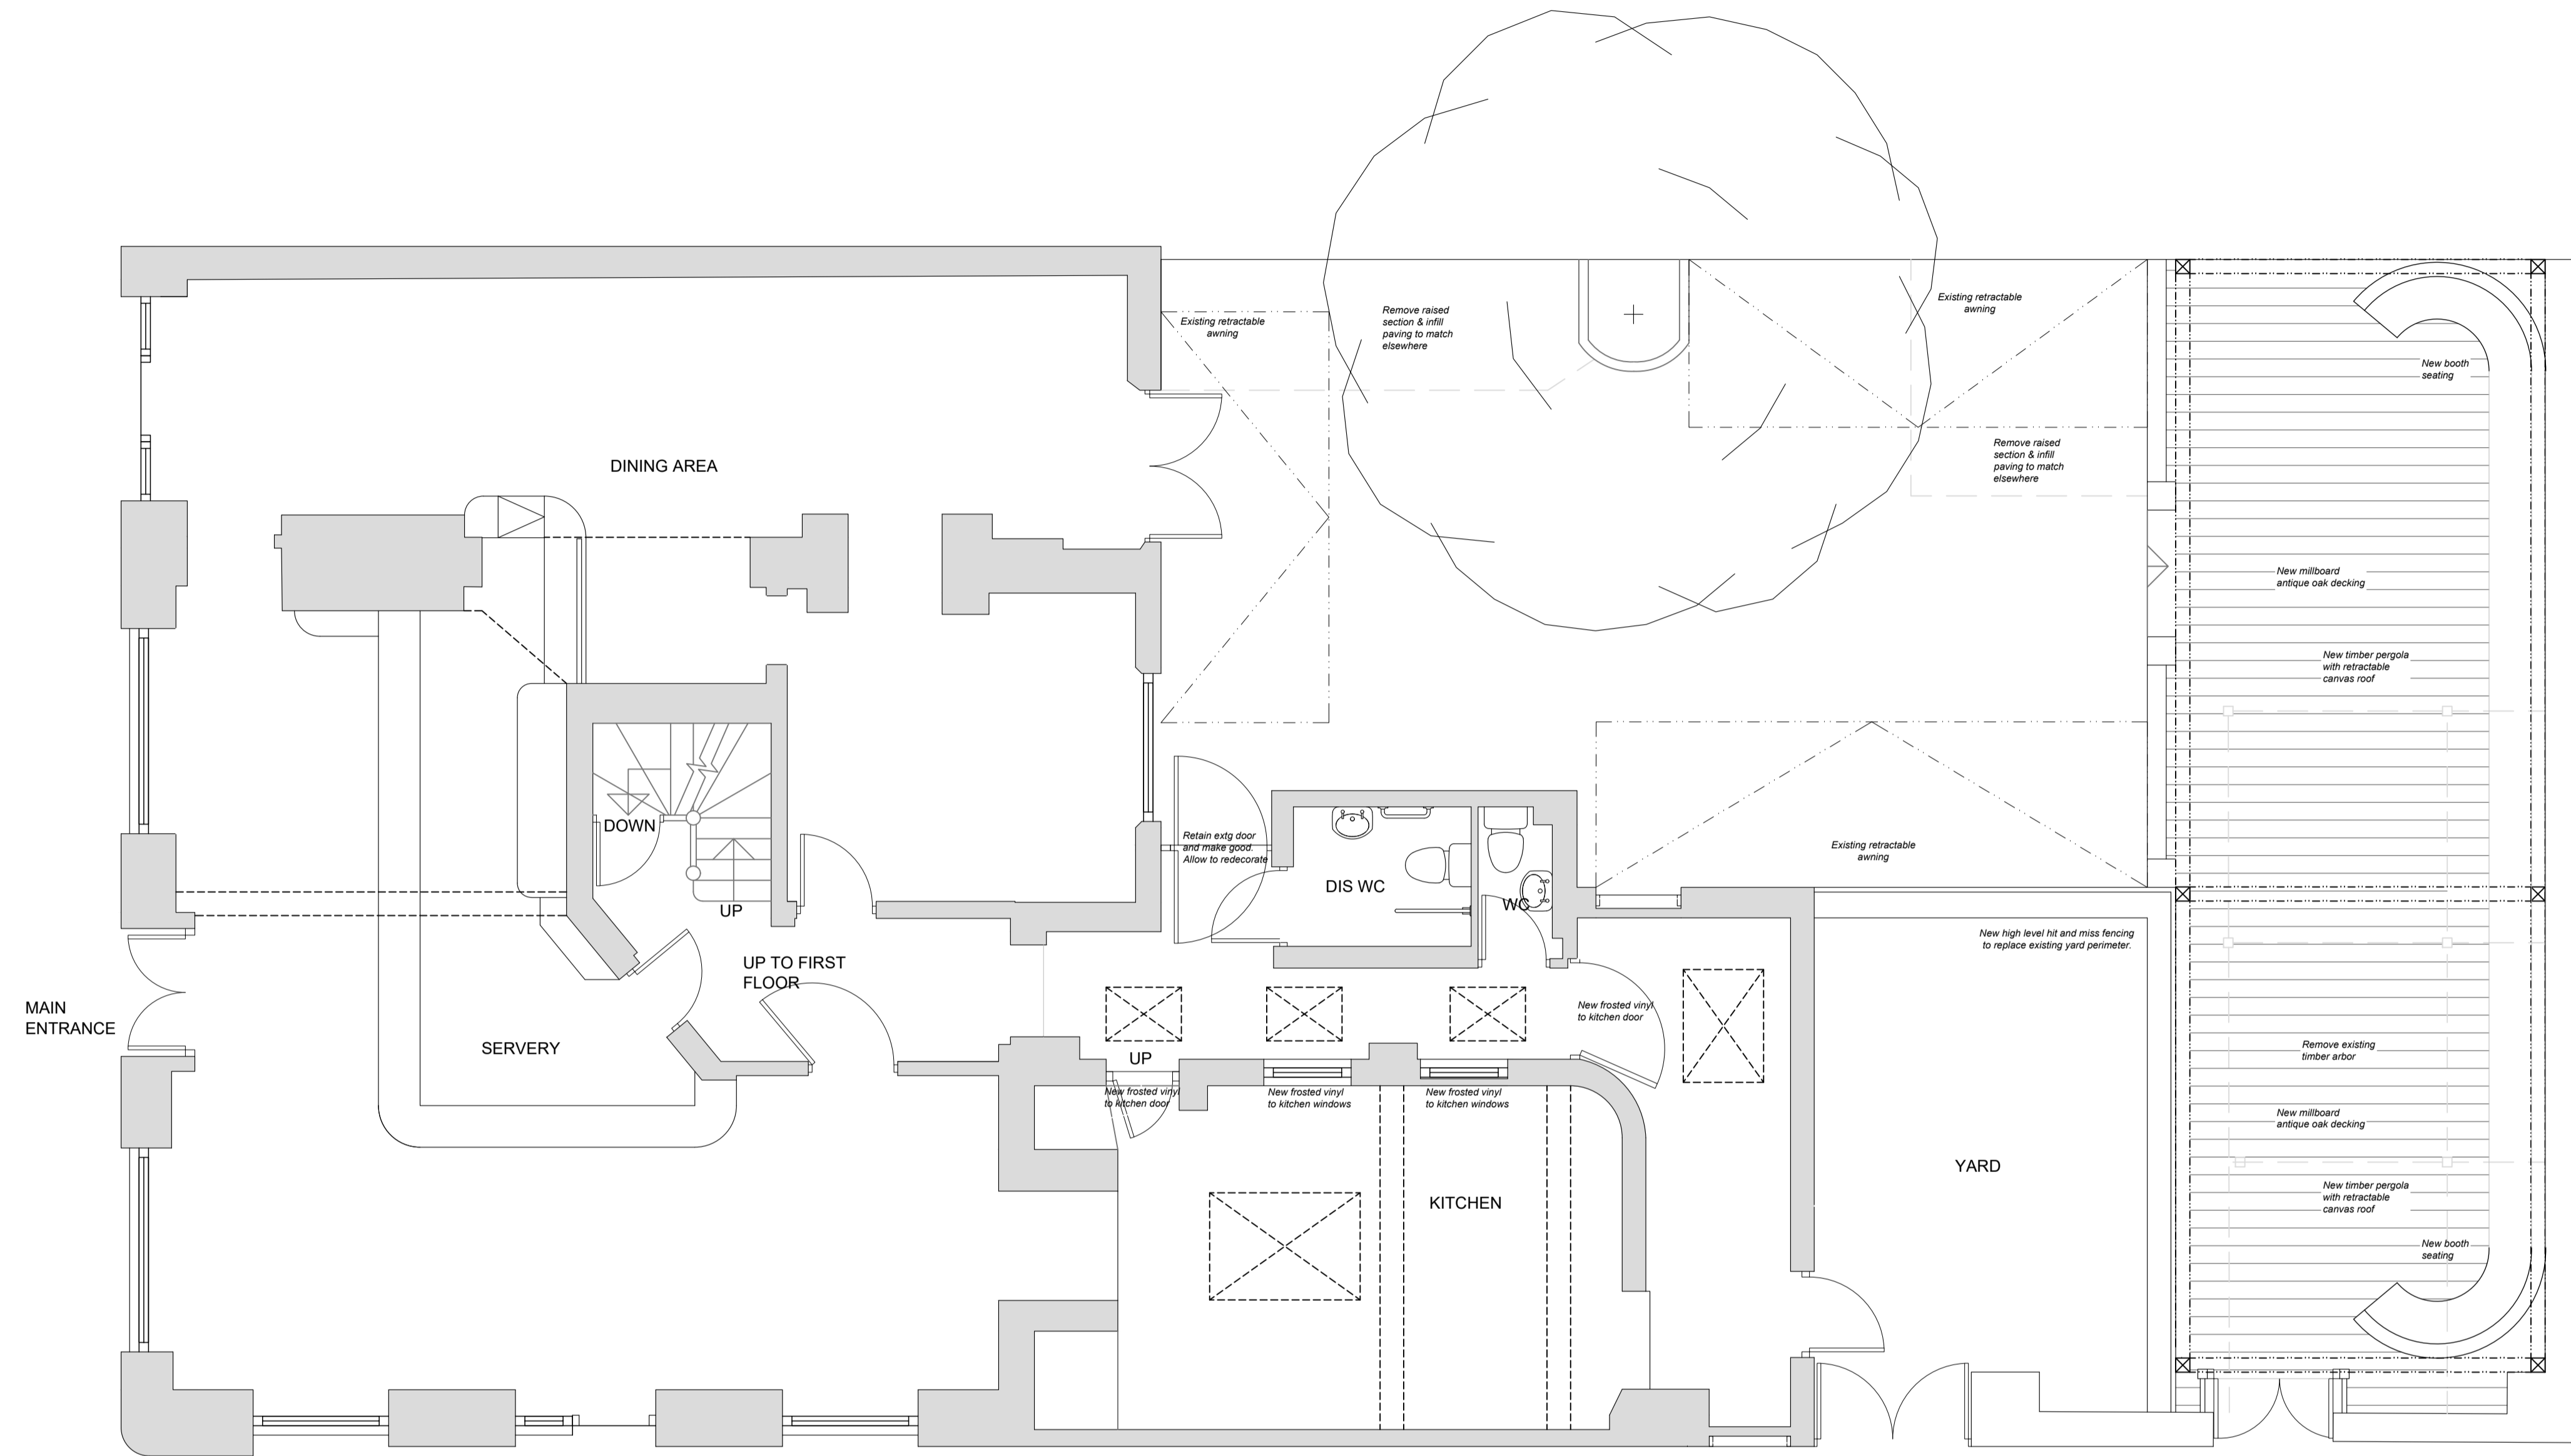 Existing retractable
awning
Remove raised
section & infill
paving to match
elsewhere
Existing retractable
awning
New booth
seating
Remove raised
section & infill
paving to match
elsewhere
DINING AREA
New millboard
antique oak decking
New timber pergola
with retractable
canvas roof
DOWN
Retain extg door
and make good.
Allow to redecorate
DIS WC
WC
Existing retractable
awning
UP
New high level hit and miss fencing
to replace existing yard perimeter.
UP TO FIRST
FLOOR
MAIN
ENTRANCE
SERVERY
New frosted vinyl
to kitchen door
UP
Remove existing
timber arbor
New frosted vinyl
to kitchen door
New frosted vinyl
to kitchen windows
New frosted vinyl
to kitchen windows
New millboard
antique oak decking
YARD
KITCHEN
New timber pergola
with retractable
canvas roof
New booth
seating